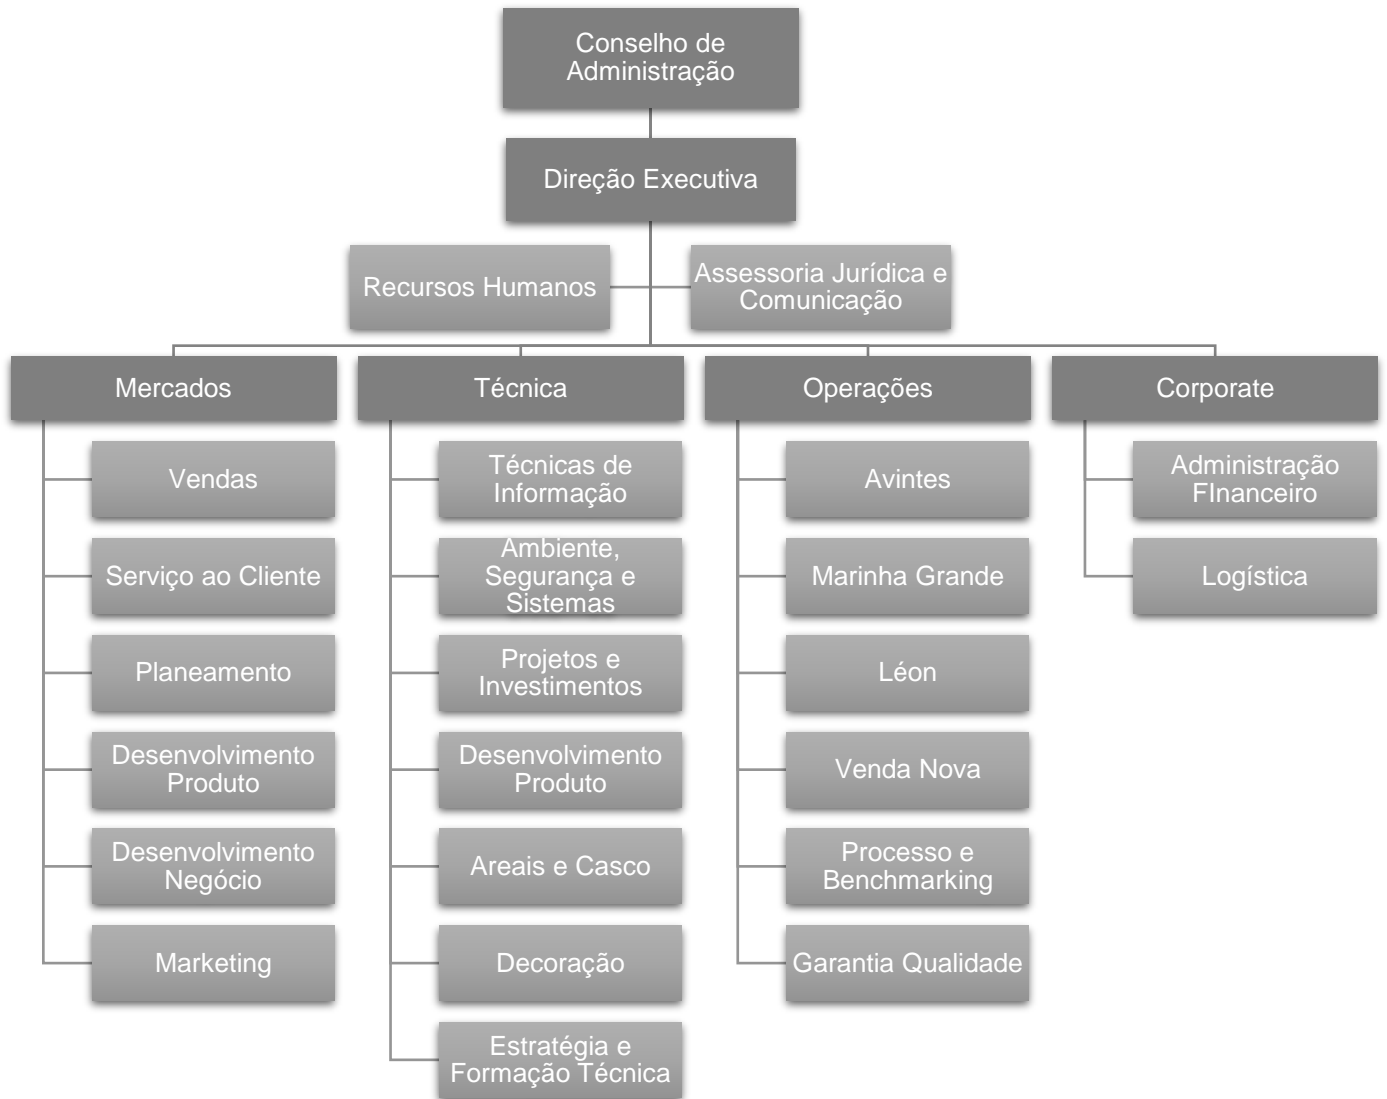 Conselho de
Administração
Direção Executiva
Recursos Humanos
Assessoria Jurídica e
Comunicação
Mercados
Técnica
Operações
Corporate
Vendas
Serviço ao Cliente
Planeamento
Desenvolvimento
Produto
Desenvolvimento
Negócio
Marketing
Técnicas de
Informação
Ambiente,
Segurança e
Sistemas
Projetos e
Investimentos
Desenvolvimento
Produto
Areais e Casco
Decoração
Estratégia e
Formação Técnica
Avintes
Marinha Grande
Léon
Venda Nova
Processo e
Benchmarking
Garantia Qualidade
Administração
FInanceiro
Logística